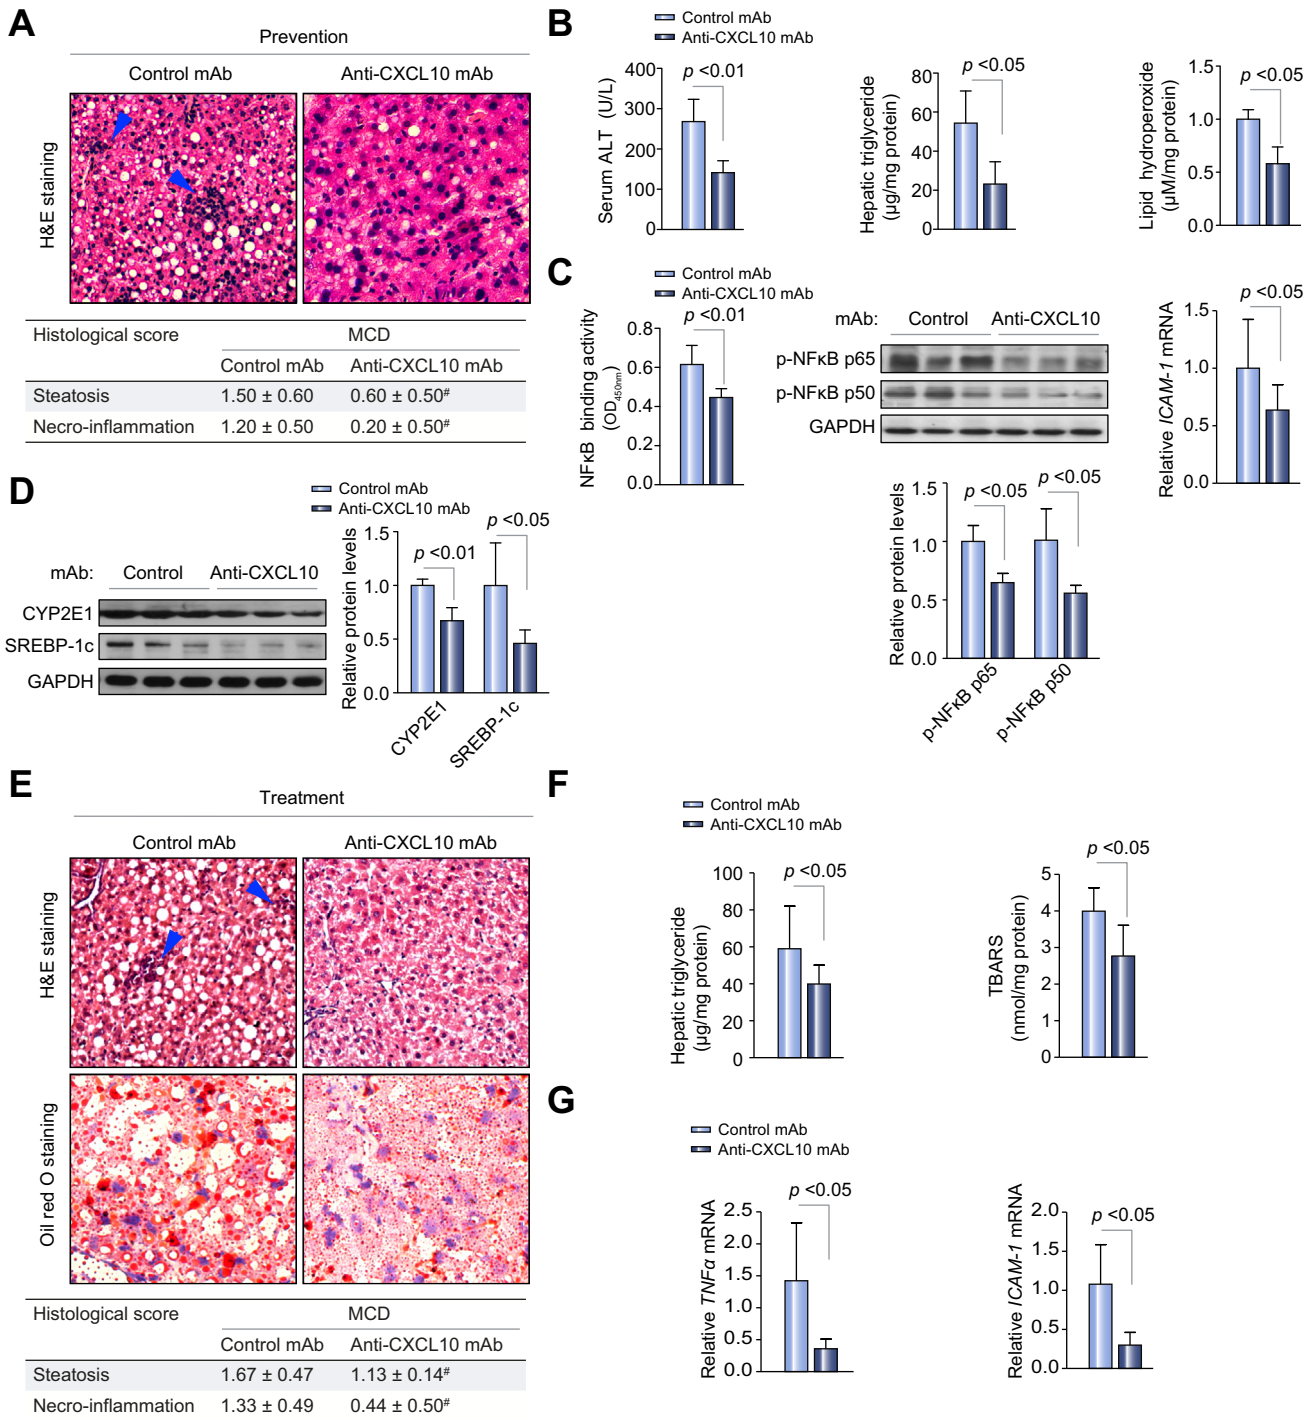 A
Prevention
Control mAb
Anti-CXCL10 mAb
H&E staining
Histological score
MCD
Control mAb
Anti-CXCL10 mAb
Steatosis
1.50 ± 0.60
0.60 ± 0.50#
Necro-inflammation
1.20 ± 0.50
0.20 ± 0.50#
B
Control mAb
Anti-CXCL10 mAb
Serum ALT (U/L)
400
300
200
100
0
p <0.01
Hepatic triglyceride
(µg/mg protein)
80
60
40
20
0
p <0.05
Lipid hydroperoxide
(µM/mg protein)
1.5
1.0
0.5
0.0
p <0.05
C
Control mAb
Anti-CXCL10 mAb
NFκB binding activity
(OD450nm)
0.8
0.6
0.4
0.2
0.0
p <0.01
mAb:
Control
Anti-CXCL10
p-NFκB p65
p-NFκB p50
GAPDH
Relative protein levels
1.5
1.0
0.5
0.0
p <0.05
p <0.05
p-NFκB p65
p-NFκB p50
Relative ICAM-1 mRNA
1.5
1.0
0.5
0.0
p <0.05
D
mAb:
Control
Anti-CXCL10
CYP2E1
SREBP-1c
GAPDH
Control mAb
Anti-CXCL10 mAb
Relative protein levels
1.5
1.0
0.5
0.0
p <0.01
p <0.05
CYP2E1
SREBP-1c
E
Treatment
Control mAb
Anti-CXCL10 mAb
H&E staining
Oil red O staining
Histological score
MCD
Control mAb
Anti-CXCL10 mAb
Steatosis
1.67 ± 0.47
1.13 ± 0.14#
Necro-inflammation
1.33 ± 0.49
0.44 ± 0.50#
F
Control mAb
Anti-CXCL10 mAb
Hepatic triglyceride
(µg/mg protein)
100
80
60
40
20
0
p <0.05
TBARS
(nmol/mg protein)
5
4
3
2
1
0
p <0.05
G
Control mAb
Anti-CXCL10 mAb
Relative TNFα mRNA
2.5
2.0
1.5
1.0
0.5
0.0
p <0.05
Relative ICAM-1 mRNA
2.0
1.5
1.0
0.5
0.0
p <0.05